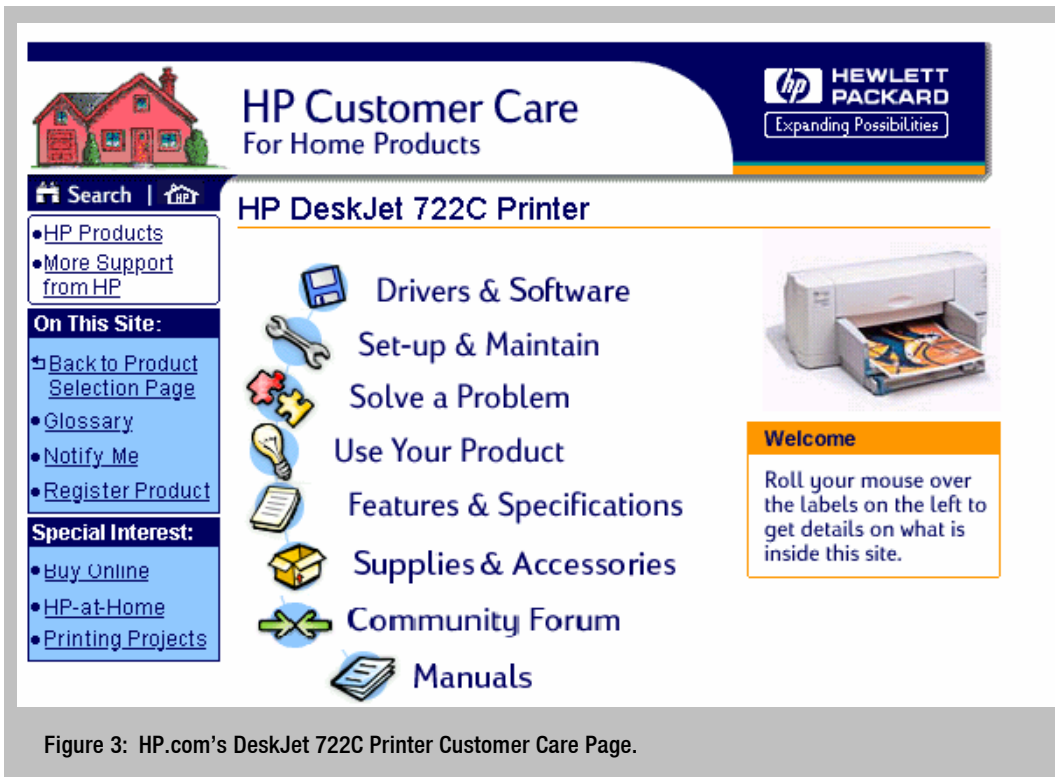 HP Customer Care
For Home Products
hp HEWLETT
PACKARD
Expanding Possibilities
Search | HP
HP Products
More Support
from HP
On This Site:
Back to Product
Selection Page
Glossary
Notify Me
Register Product
Special Interest:
Buy Online
HP-at-Home
Printing Projects
HP DeskJet 722C Printer
Drivers & Software
Set-up & Maintain
Solve a Problem
Use Your Product
Features & Specifications
Supplies & Accessories
Community Forum
Manuals
Welcome
Roll your mouse over
the labels on the left to
get details on what is
inside this site.
Figure 3: HP.com's DeskJet 722C Printer Customer Care Page.